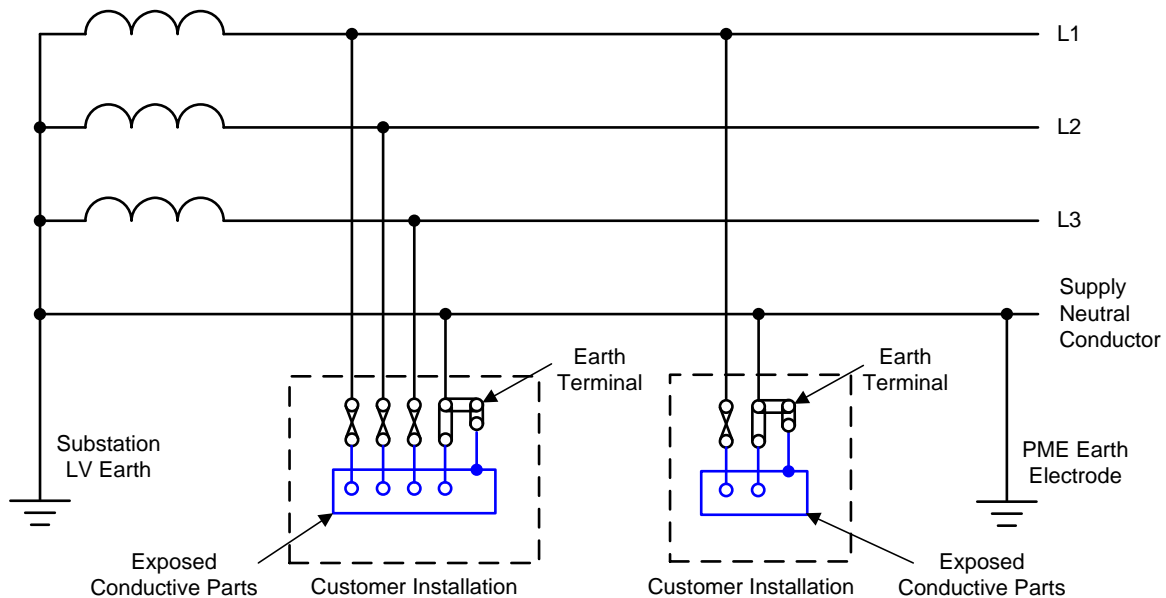 L1
L2
L3
Supply
Neutral
Conductor
Earth
Terminal
Earth
Terminal
Substation
LV Earth
PME Earth
Electrode
Exposed
Conductive Parts
Customer Installation
Customer Installation
Exposed
Conductive Parts